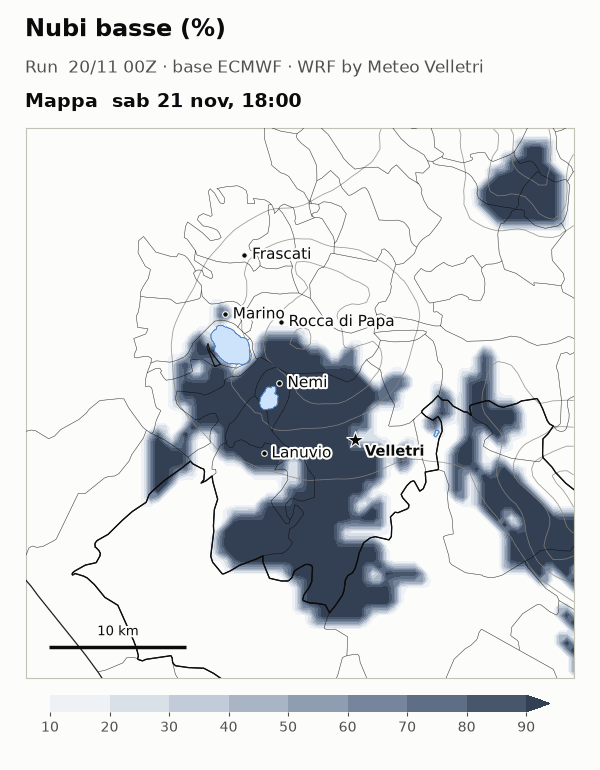 Nubi basse (%)
Run  20/11 00Z · base ECMWF · WRF by Meteo Velletri
Mappa  sab 21 nov, 18:00
Frascati
Marino
Rocca di Papa
Nemi
Velletri
Lanuvio
10 km
10 20 30 40 50 60 70 80 90